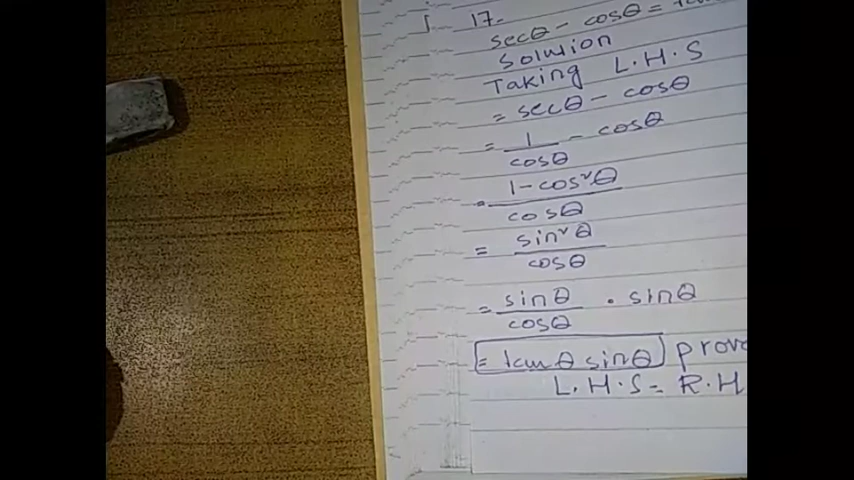 17.
secθ - cosθ =
Solution
Taking L.H.S
= secθ - cosθ
= 1/cosθ - cosθ
= 1-cos²θ/cosθ
= sin²θ/cosθ
= sinθ/cosθ . sinθ
= tanθ sinθ prove
L.H.S = R.H